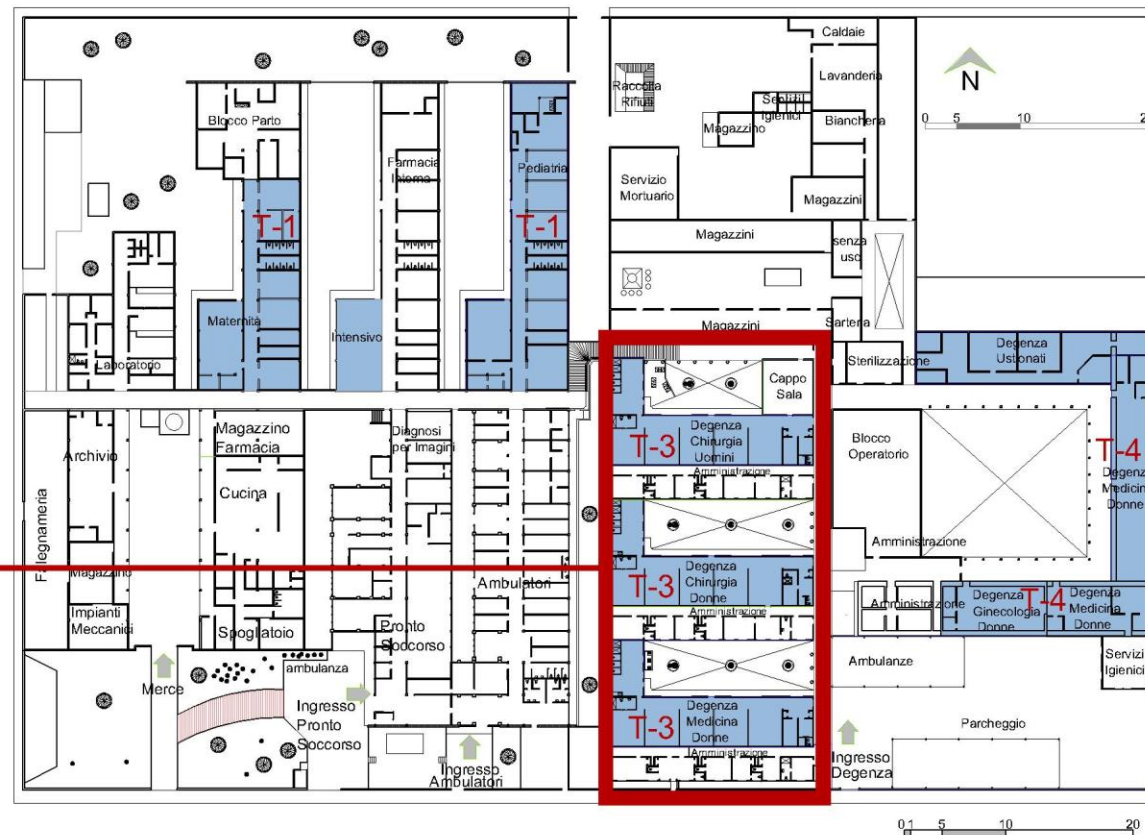 Caldaie
N
Raccolta
Rifiuti
Servizi
Igienici
Lavanderia
Blocco Parto
Magazzino
Biancheria
0 5 10 2
Farmacia
Interna
Pediatria
Servizio
Mortuario
Magazzini
T-1
T-1
Magazzini
senza
uso
Maternità
Intensivo
Magazzini
Sarteria
Laboratorio
Sterilizzazione
Degenza
Ustionati
Cappo
Sala
Archivio
Magazzino
Farmacia
Diagnosi
per Imagini
T-3
Degenza
Chirurgia
Uomini
Amministrazione
Blocco
Operatorio
T-4
Degenza
Medicina
Donne
Cucina
Falegnameria
Magazzino
Ambulatori
T-3
Degenza
Chirurgia
Donne
Amministrazione
Amministrazione
Amministrazione
Degenza
Ginecologia
Donne
T-4
Degenza
Medicina
Donne
Impianti
Meccanici
Spogliatoio
Pronto
Soccorso
ambulanza
Ambulanze
Servizi
Igienici
Merce
Ingresso
Pronto
Soccorso
T-3
Degenza
Medicina
Donne
Amministrazione
Parcheggio
Ingresso
Ambulatori
Ingresso
Degenza
0 1 5 10 20